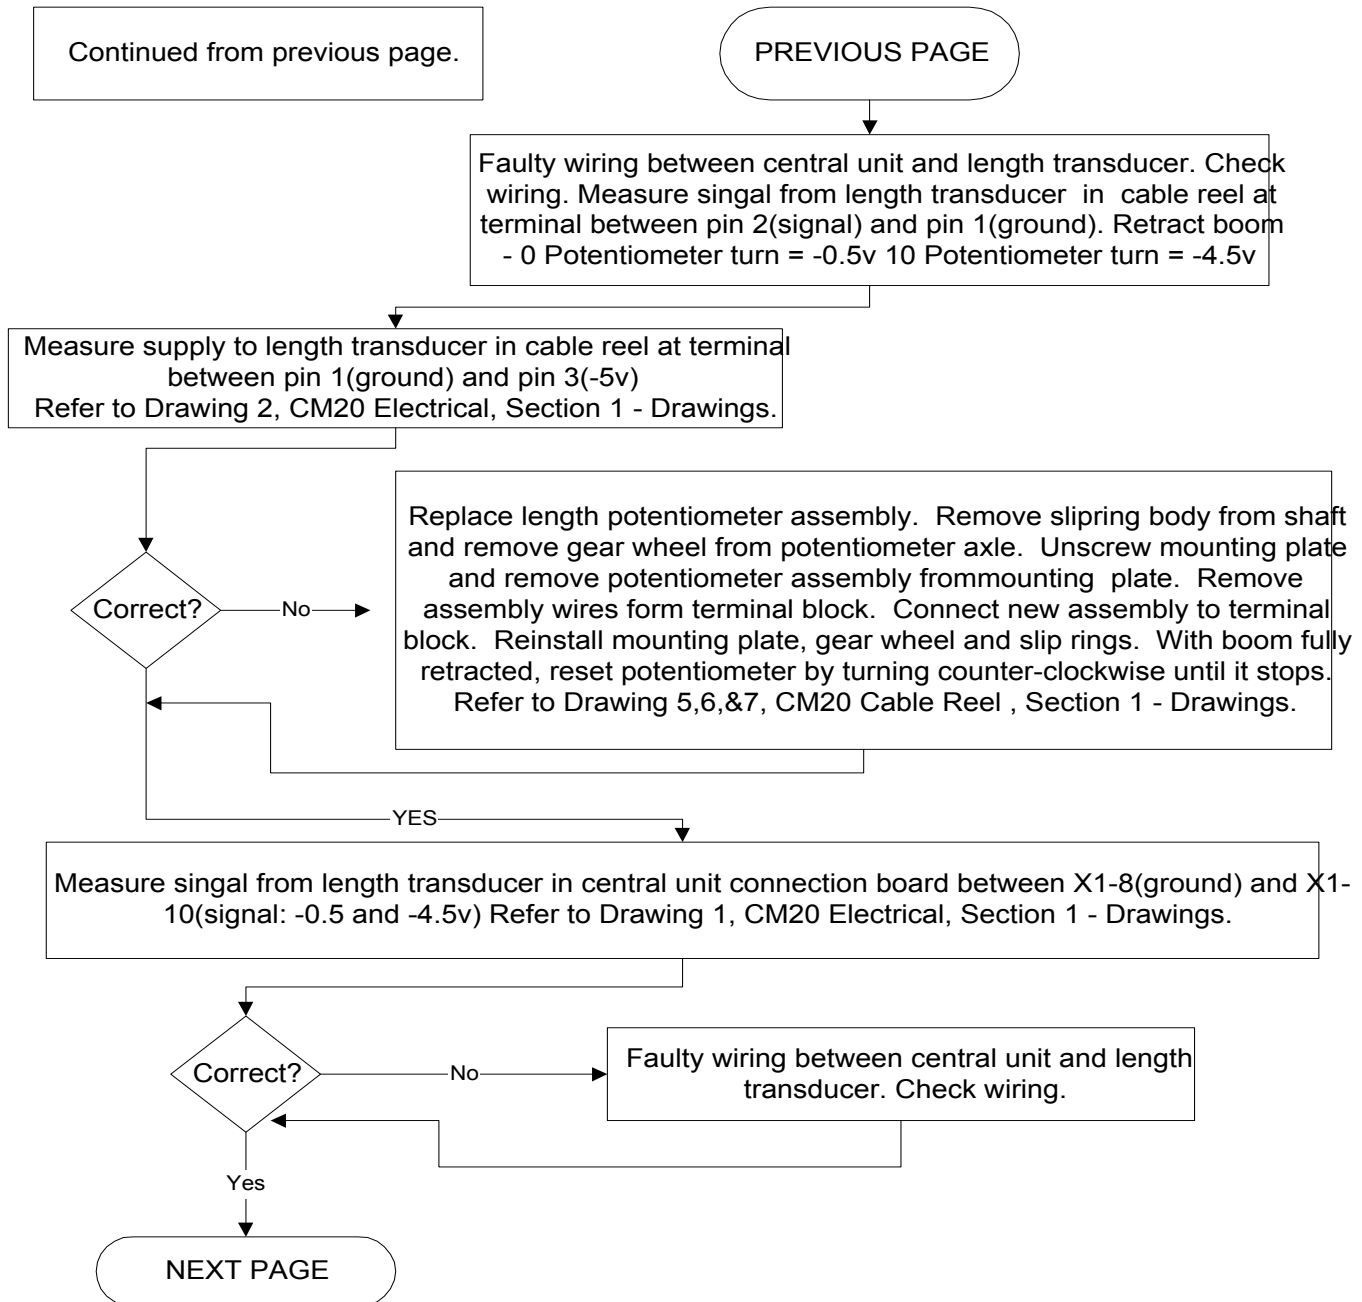 Continued from previous page.
PREVIOUS PAGE
Faulty wiring between central unit and length transducer. Check
wiring. Measure singal from length transducer in cable reel at
terminal between pin 2(signal) and pin 1(ground). Retract boom
- 0 Potentiometer turn = -0.5v 10 Potentiometer turn = -4.5v
Measure supply to length transducer in cable reel at terminal
between pin 1(ground) and pin 3(-5v)
Refer to Drawing 2, CM20 Electrical, Section 1 - Drawings.
Correct?
No
Replace length potentiometer assembly. Remove slipring body from shaft
and remove gear wheel from potentiometer axle. Unscrew mounting plate
and remove potentiometer assembly frommounting plate. Remove
assembly wires form terminal block. Connect new assembly to terminal
block. Reinstall mounting plate, gear wheel and slip rings. With boom fully
retracted, reset potentiometer by turning counter-clockwise until it stops.
Refer to Drawing 5,6,&7, CM20 Cable Reel , Section 1 - Drawings.
YES
Measure singal from length transducer in central unit connection board between X1-8(ground) and X1-
10(signal: -0.5 and -4.5v) Refer to Drawing 1, CM20 Electrical, Section 1 - Drawings.
Correct?
No
Faulty wiring between central unit and length
transducer. Check wiring.
Yes
NEXT PAGE